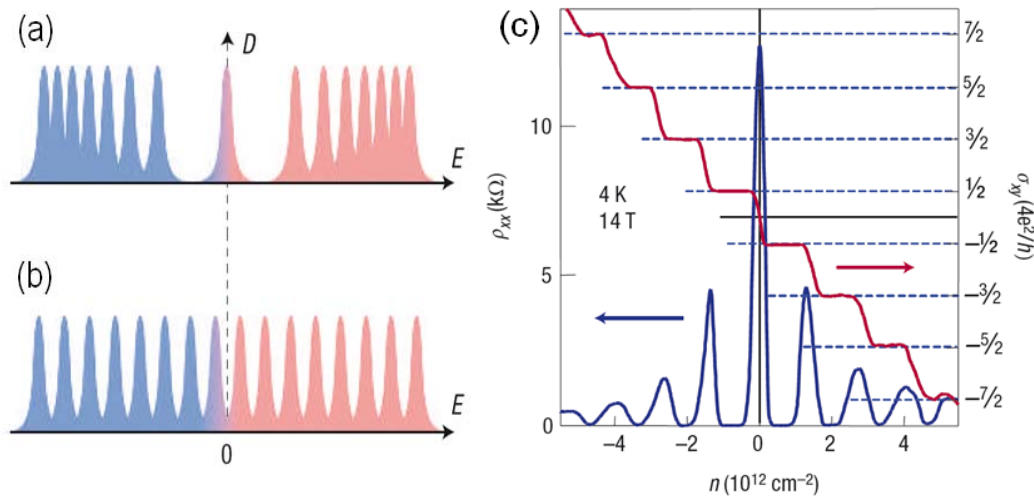 (a)
D
E
(b)
E
0
(c)
ρxx (kΩ)
10
5
0
4 K
14 T
−4
−2
0
2
4
n (10¹² cm⁻²)
7/2
5/2
3/2
1/2
−1/2
−3/2
−5/2
−7/2
σxy (4e²/h)